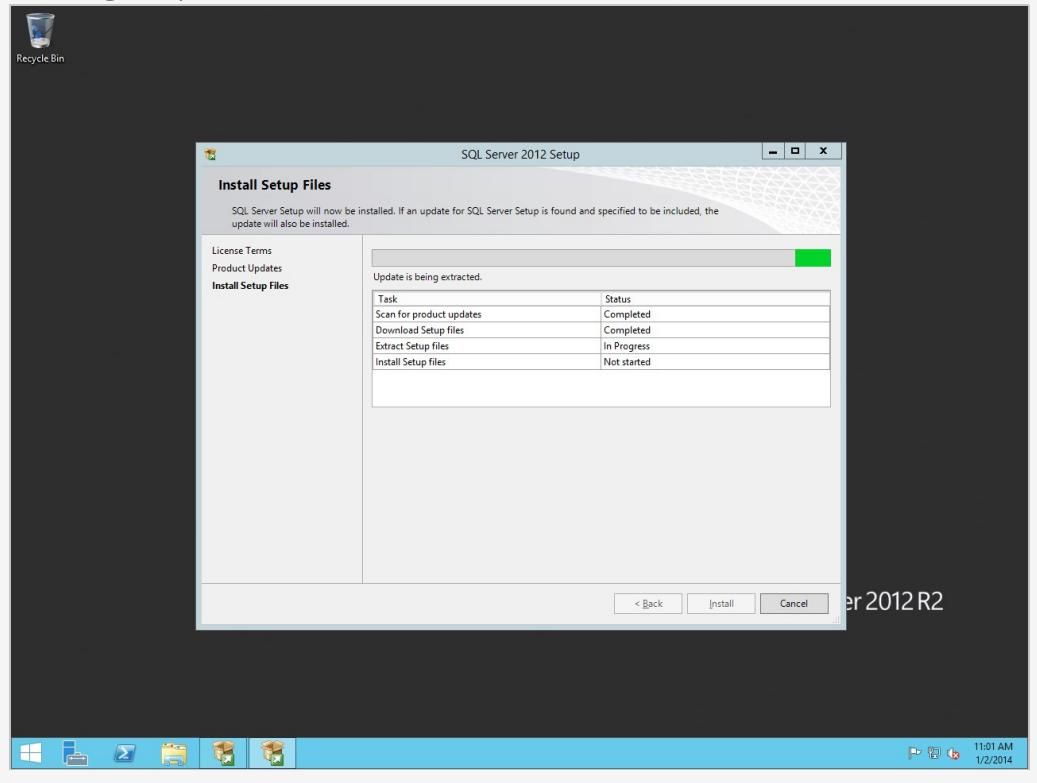 Recycle Bin
SQL Server 2012 Setup
Install Setup Files
SQL Server Setup will now be installed. If an update for SQL Server Setup is found and specified to be included, the
update will also be installed.
License Terms
Product Updates
Install Setup Files
Update is being extracted.
Task Status
Scan for product updates Completed
Download Setup files Completed
Extract Setup files In Progress
Install Setup files Not started
< Back Install Cancel
er 2012 R2
11:01 AM
1/2/2014